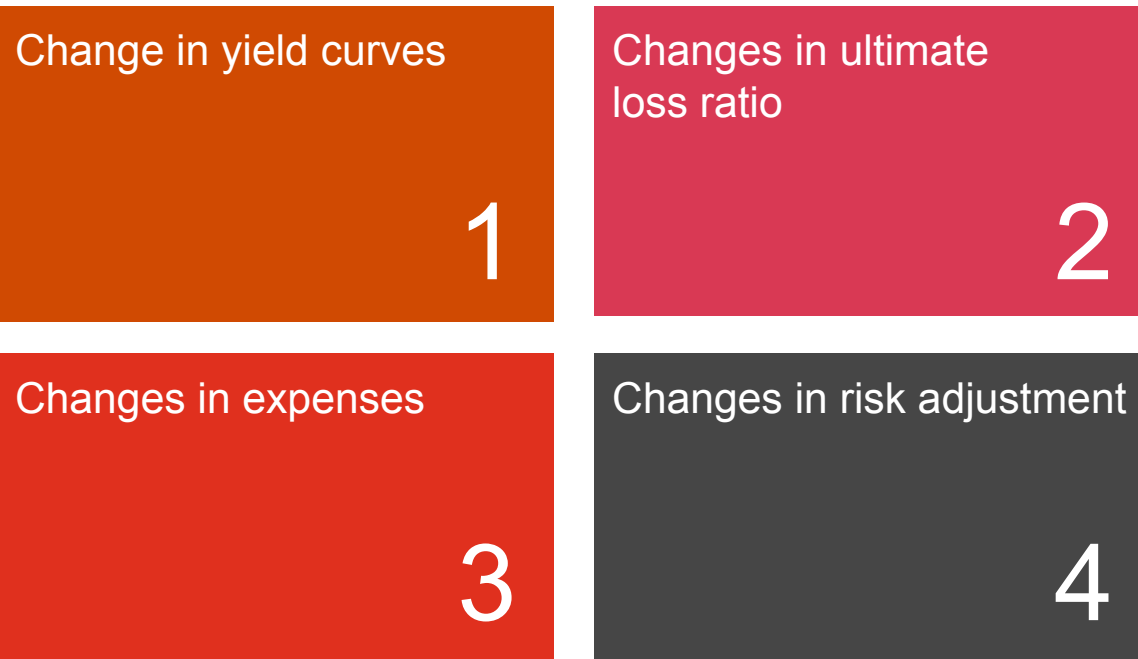 Change in yield curves
1
Changes in ultimate
loss ratio
2
Changes in expenses
3
Changes in risk adjustment
4